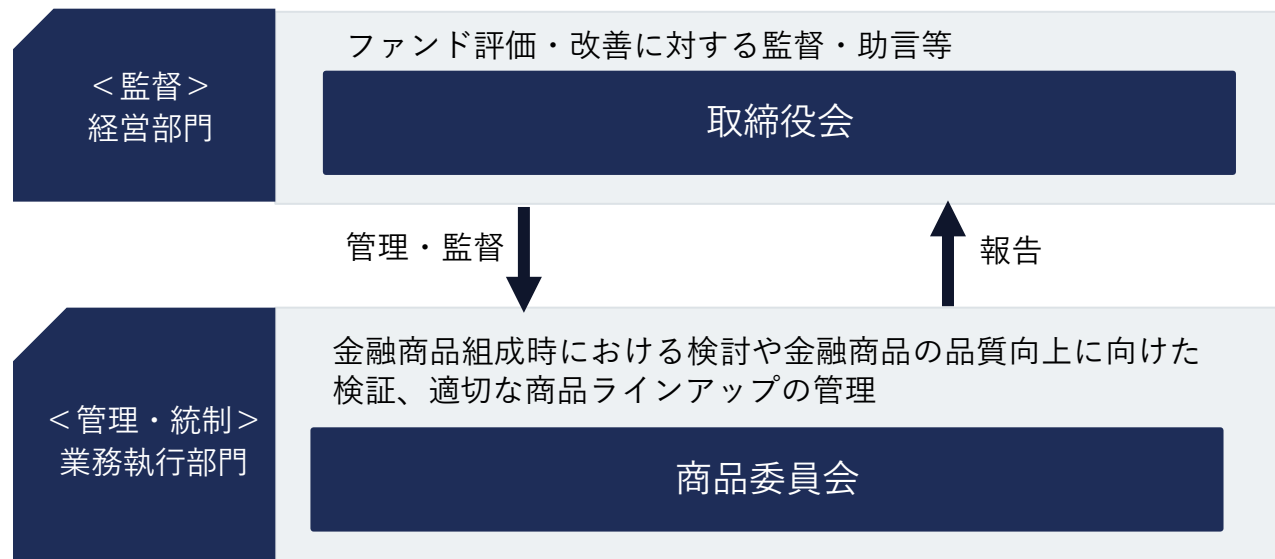 ＜監督＞
経営部門
ファンド評価・改善に対する監督・助言等
取締役会
管理・監督
報告
＜管理・統制＞
業務執行部門
金融商品組成時における検討や金融商品の品質向上に向けた
検証、適切な商品ラインアップの管理
商品委員会